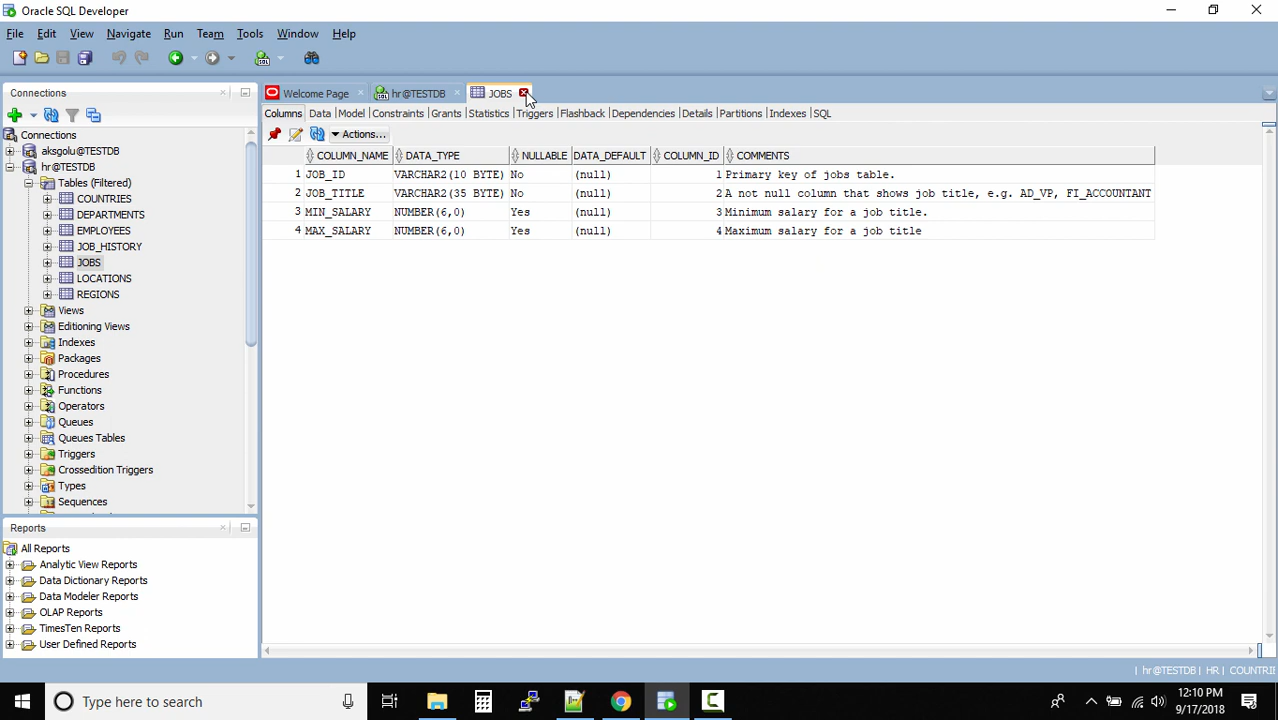 Oracle SQL Developer
File Edit View Navigate Run Team Tools Window Help
Connections
Welcome Page hr@TESTDB JOBS
Columns Data Model Constraints Grants Statistics Triggers Flashback Dependencies Details Partitions Indexes SQL
Actions...
COLUMN_NAME DATA_TYPE NULLABLE DATA_DEFAULT COLUMN_ID COMMENTS
1 JOB_ID VARCHAR2(10 BYTE) No (null) 1 Primary key of jobs table.
2 JOB_TITLE VARCHAR2(35 BYTE) No (null) 2 A not null column that shows job title, e.g. AD_VP, FI_ACCOUNTANT
3 MIN_SALARY NUMBER(6,0) Yes (null) 3 Minimum salary for a job title.
4 MAX_SALARY NUMBER(6,0) Yes (null) 4 Maximum salary for a job title
Connections
aksgolu@TESTDB
hr@TESTDB
Tables (Filtered)
COUNTRIES
DEPARTMENTS
EMPLOYEES
JOB_HISTORY
JOBS
LOCATIONS
REGIONS
Views
Editioning Views
Indexes
Packages
Procedures
Functions
Operators
Queues
Queues Tables
Triggers
Crossedition Triggers
Types
Sequences
Reports
All Reports
Analytic View Reports
Data Dictionary Reports
Data Modeler Reports
OLAP Reports
TimesTen Reports
User Defined Reports
hr@TESTDB | HR | COUNTRI
Type here to search
12:10 PM
9/17/2018